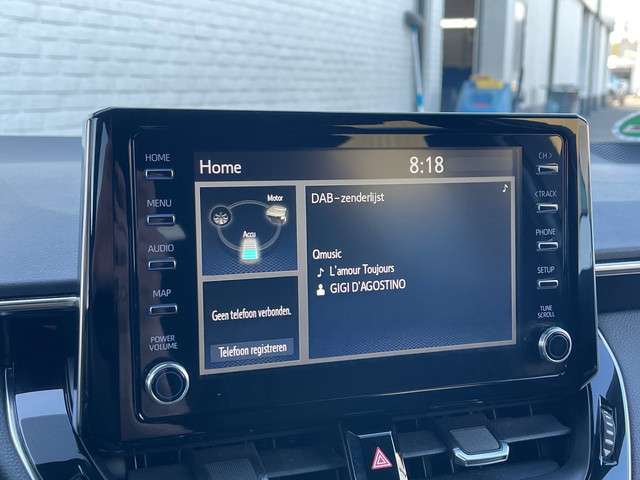 HOME
MENU
AUDIO
MAP
POWER
VOLUME
Home
8:18
Motor
Accu
Geen telefoon verbonden.
Telefoon registreren
DAB-zenderlijst
Qmusic
L'amour Toujours
GIGI D'AGOSTINO
CH >
< TRACK
PHONE
SETUP
TUNE
SCROLL